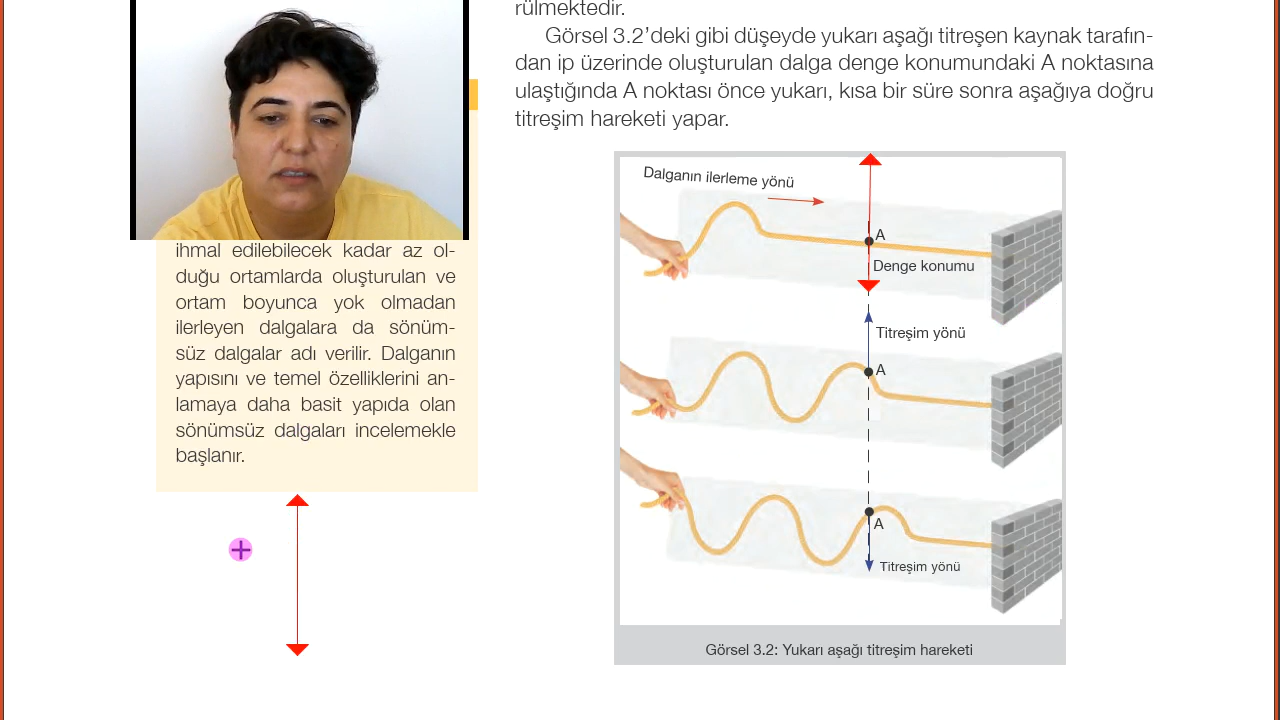 rülmektedir.
Görsel 3.2’deki gibi düşeyde yukarı aşağı titreşen kaynak tarafın-
dan ip üzerinde oluşturulan dalga denge konumundaki A noktasına
ulaştığında A noktası önce yukarı, kısa bir süre sonra aşağıya doğru
titreşim hareketi yapar.
ihmal edilebilecek kadar az ol-
duğu ortamlarda oluşturulan ve
ortam boyunca yok olmadan
ilerleyen dalgalara da sönüm-
süz dalgalar adı verilir. Dalganın
yapısını ve temel özelliklerini an-
lamaya daha basit yapıda olan
sönümsüz dalgaları incelemekle
başlanır.
Dalganın ilerleme yönü
A
Denge konumu
Titreşim yönü
A
A
Titreşim yönü
Görsel 3.2: Yukarı aşağı titreşim hareketi